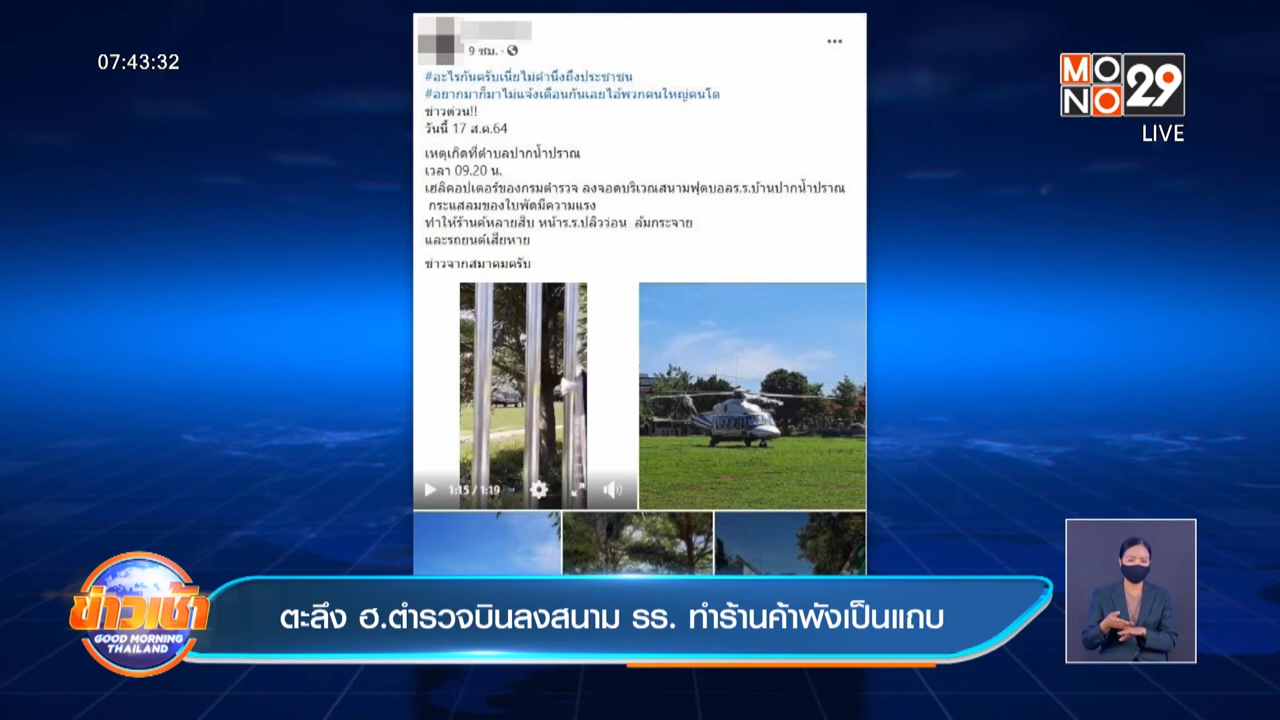 07:43:32
MONO 29
LIVE
9 ชม.
#อะไรกันครับเนี่ยไม่คำนึงถึงประชาชน
#อยากมาก็มาไม่แจ้งเตือนกันเลยไอ้พวกคนใหญ่คนโต
ข่าวด่วน!!
วันนี้ 17 ส.ค.64
เหตุเกิดที่ตำบลปากน้ำปราณ
เวลา 09.20 น.
เฮลิคอปเตอร์ของกรมตำรวจ ลงจอดบริเวณสนามฟุตบอลร.ร.บ้านปากน้ำปราณ
กระแสลมของใบพัดมีความแรง
ทำให้ร้านค้หลายสิบ หน้าร.ร.ปลิวว่อน ล้มกระจาย
และรถยนต์เสียหาย
ข่าวจากสมาคมครับ
1:15 / 1:19
ข่าวเช้า
GOOD MORNING
THAILAND
ตะลึง ฮ.ตำรวจบินลงสนาม รร. ทำร้านค้าพังเป็นแถบ